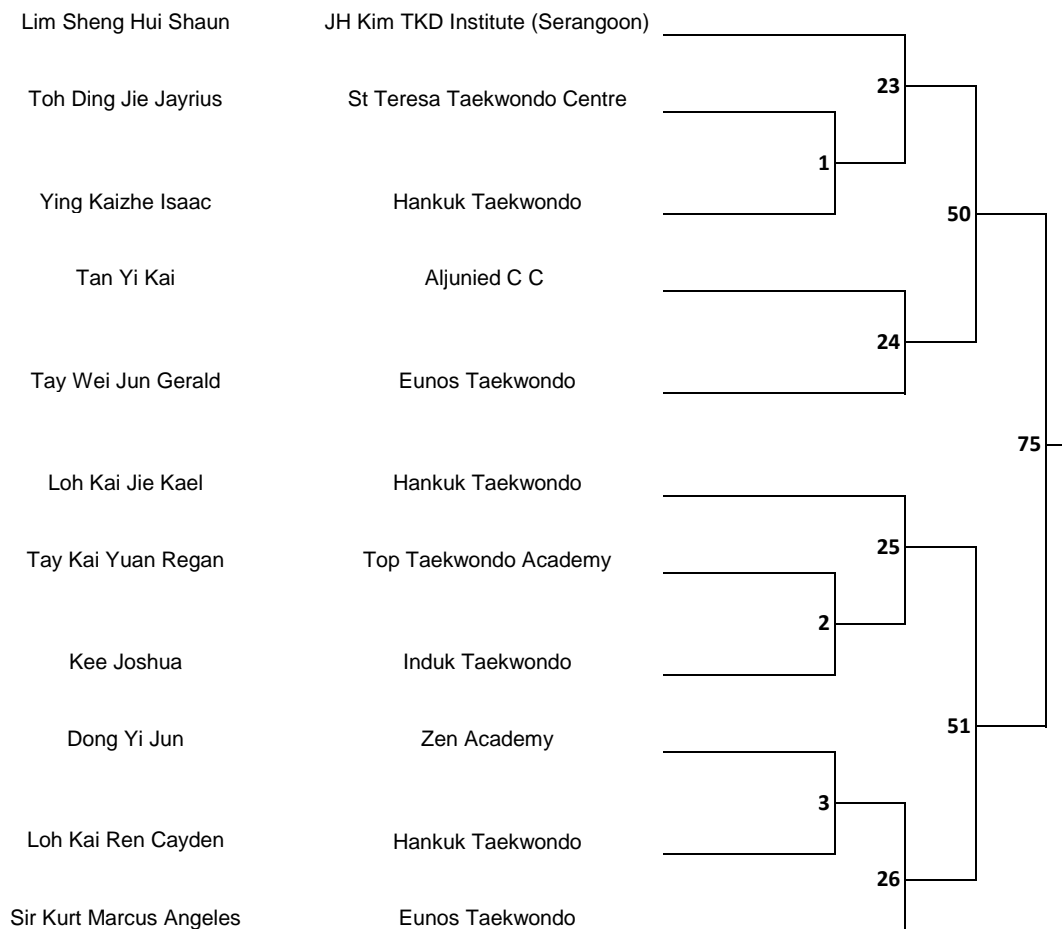 Lim Sheng Hui Shaun JH Kim TKD Institute (Serangoon)
23
Toh Ding Jie Jayrius St Teresa Taekwondo Centre
1
Ying Kaizhe Isaac Hankuk Taekwondo
50
Tan Yi Kai Aljunied C C
24
Tay Wei Jun Gerald Eunos Taekwondo
75
Loh Kai Jie Kael Hankuk Taekwondo
25
Tay Kai Yuan Regan Top Taekwondo Academy
2
Kee Joshua Induk Taekwondo
51
Dong Yi Jun Zen Academy
3
Loh Kai Ren Cayden Hankuk Taekwondo
26
Sir Kurt Marcus Angeles Eunos Taekwondo